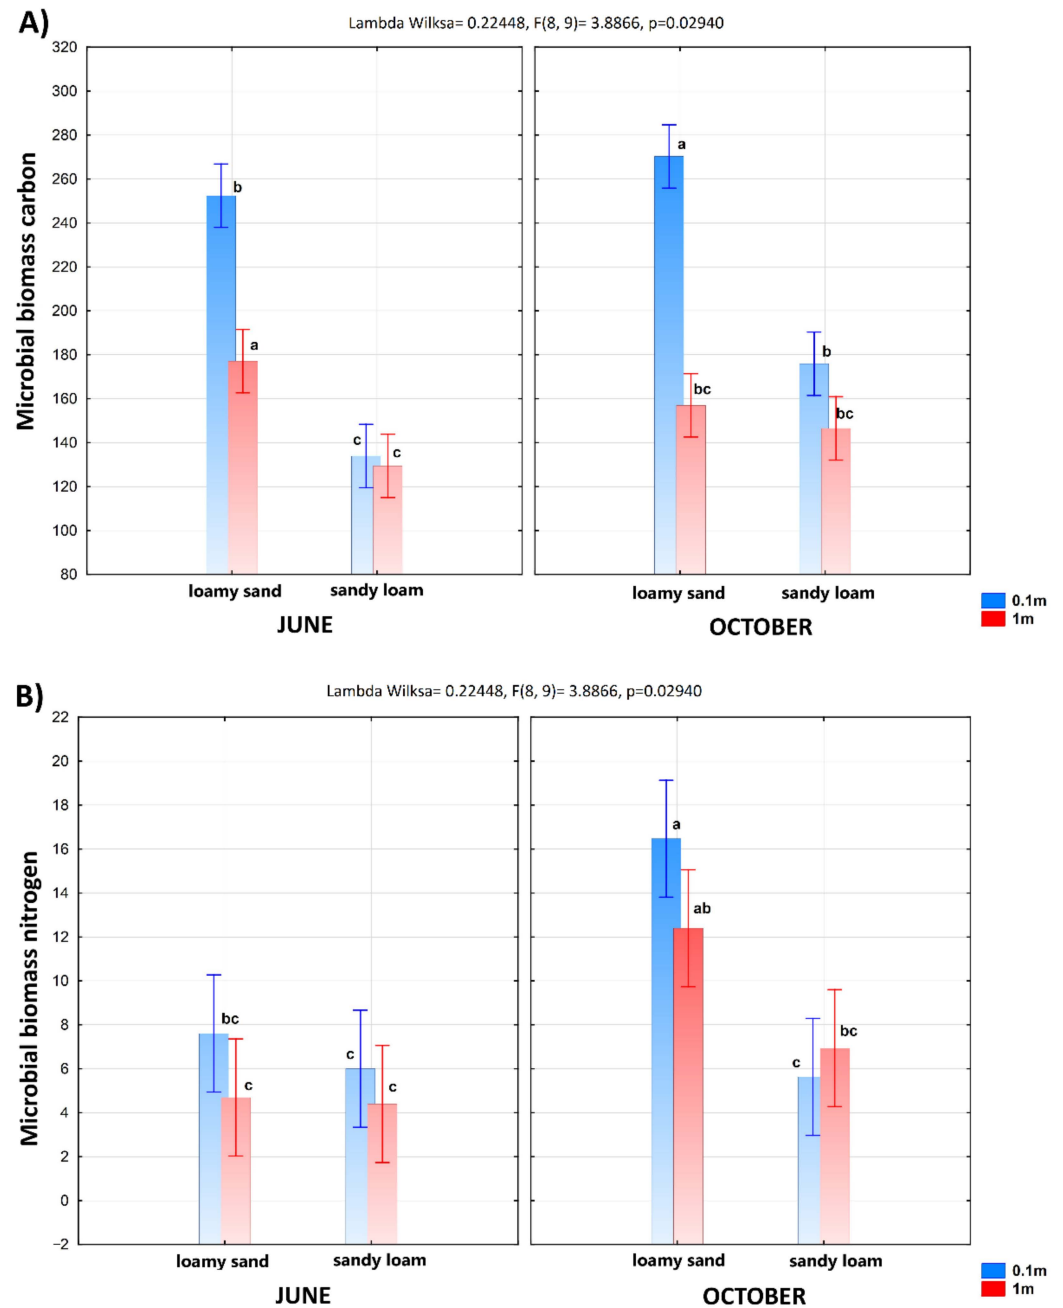 A)
Lambda Wilksa= 0.22448, F(8, 9)= 3.8866, p=0.02940
Microbial biomass carbon
320
300
280
260
240
220
200
180
160
140
120
100
80
b
a
c
c
a
bc
b
bc
loamy sand
sandy loam
loamy sand
sandy loam
JUNE
OCTOBER
0.1m
1m
B)
Lambda Wilksa= 0.22448, F(8, 9)= 3.8866, p=0.02940
Microbial biomass nitrogen
22
20
18
16
14
12
10
8
6
4
2
0
−2
bc
c
c
c
a
ab
c
bc
loamy sand
sandy loam
loamy sand
sandy loam
JUNE
OCTOBER
0.1m
1m